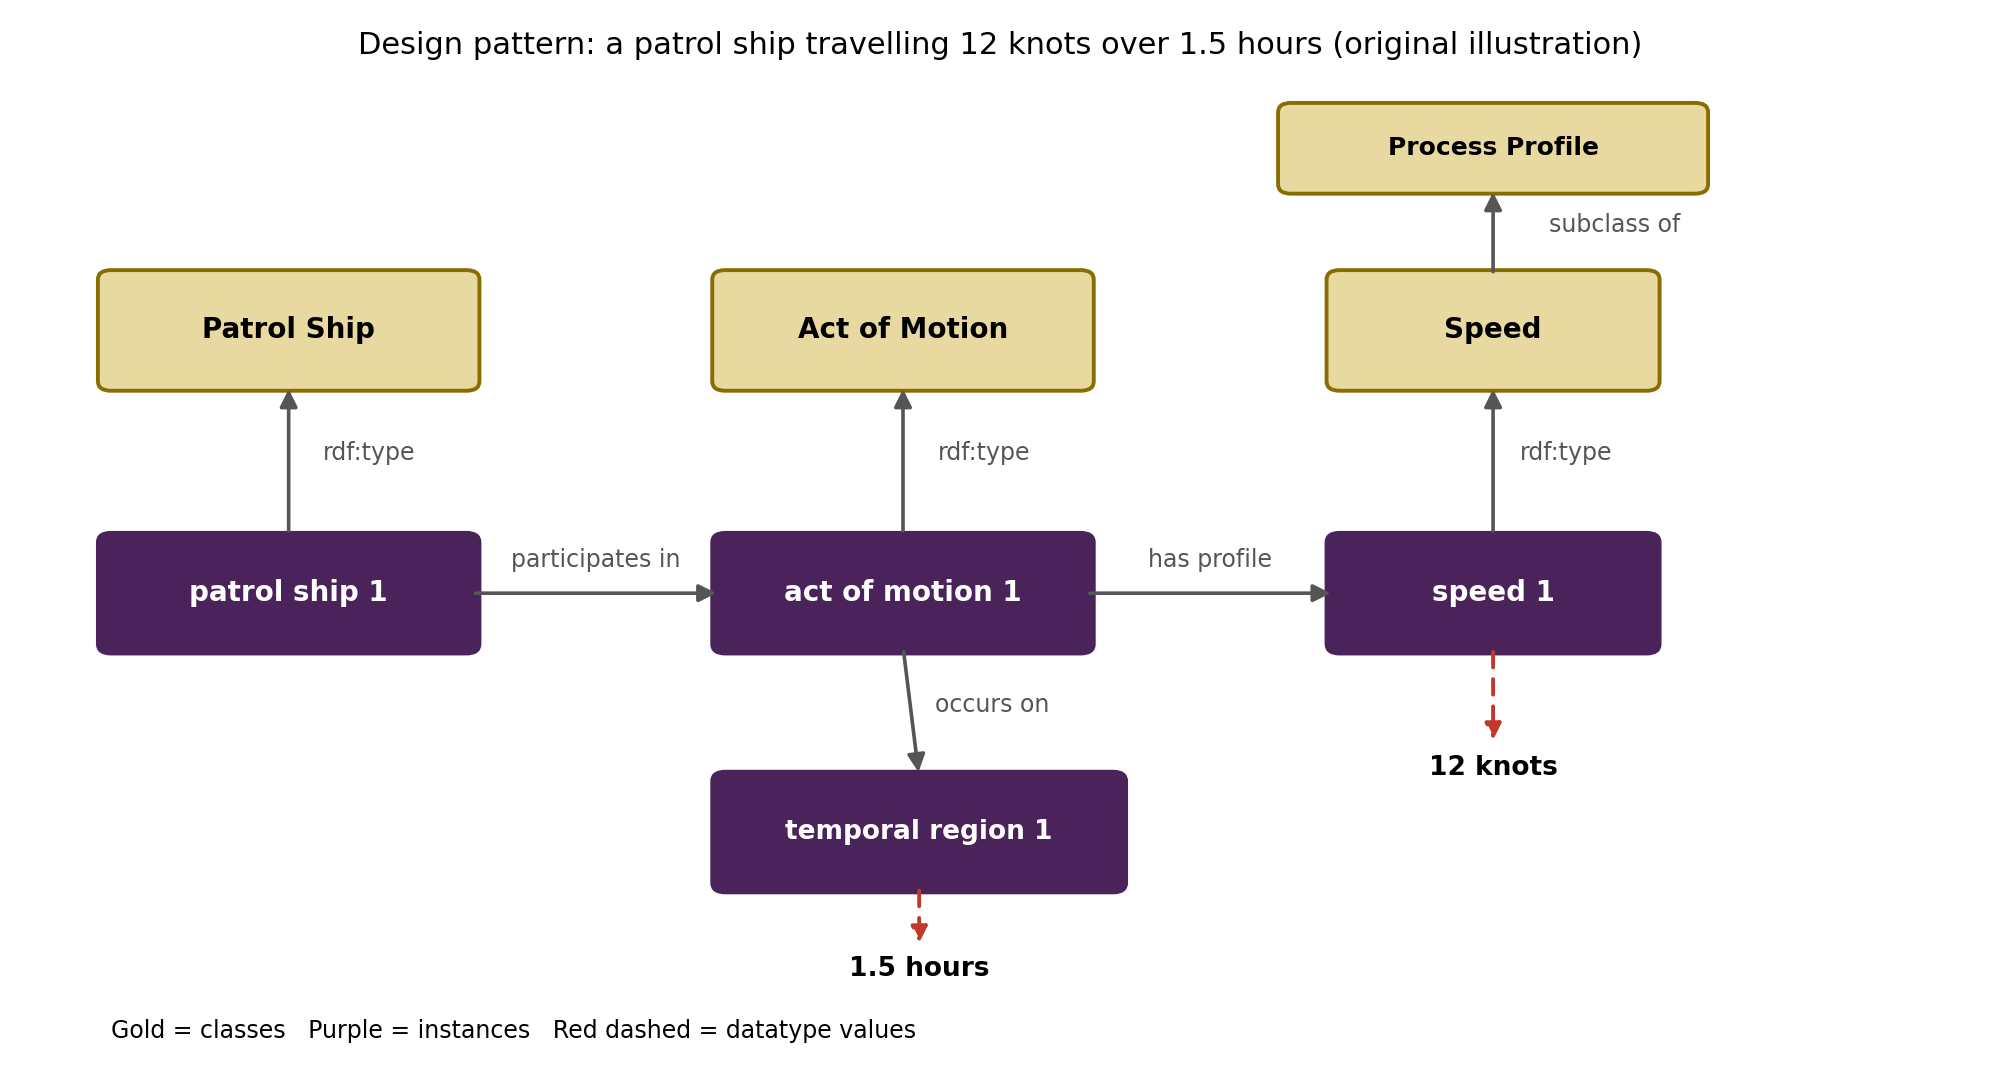 Design pattern: a patrol ship travelling 12 knots over 1.5 hours (original illustration)
Process Profile
subclass of
Patrol Ship
Act of Motion
Speed
rdf:type
rdf:type
rdf:type
patrol ship 1
participates in
act of motion 1
has profile
speed 1
occurs on
12 knots
temporal region 1
1.5 hours
Gold = classes   Purple = instances   Red dashed = datatype values